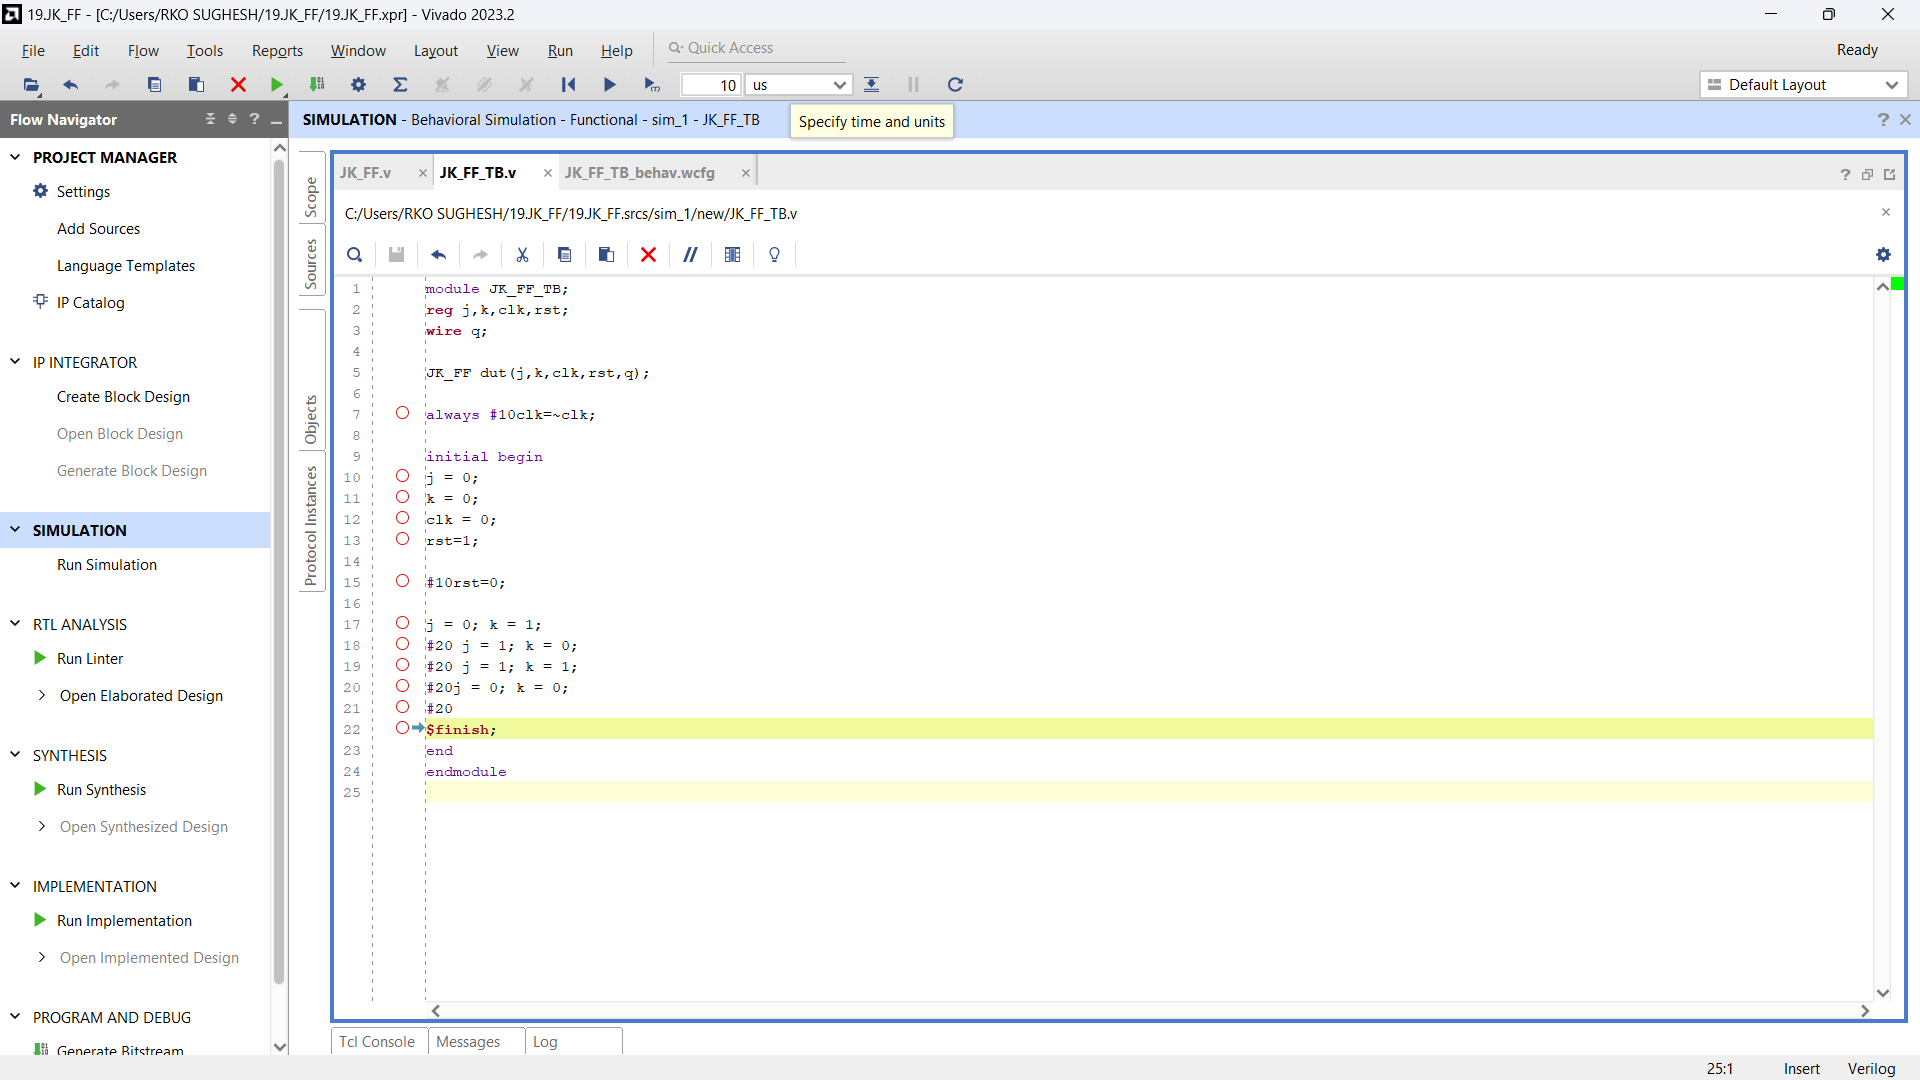 19.JK_FF - [C:/Users/RKO SUGHESH/19.JK_FF/19.JK_FF.xpr] - Vivado 2023.2
File Edit Flow Tools Reports Window Layout View Run Help Quick Access Ready
10 us Default Layout
Flow Navigator
SIMULATION - Behavioral Simulation - Functional - sim_1 - JK_FF_TB
Specify time and units
PROJECT MANAGER
Settings
Add Sources
Language Templates
IP Catalog
IP INTEGRATOR
Create Block Design
Open Block Design
Generate Block Design
SIMULATION
Run Simulation
RTL ANALYSIS
Run Linter
Open Elaborated Design
SYNTHESIS
Run Synthesis
Open Synthesized Design
IMPLEMENTATION
Run Implementation
Open Implemented Design
PROGRAM AND DEBUG
Generate Bitstream
Scope
Sources
Objects
Protocol Instances
JK_FF.v JK_FF_TB.v JK_FF_TB_behav.wcfg
C:/Users/RKO SUGHESH/19.JK_FF/19.JK_FF.srcs/sim_1/new/JK_FF_TB.v
1 module JK_FF_TB;
2 reg j,k,clk,rst;
3 wire q;
4
5 JK_FF dut(j,k,clk,rst,q);
6
7 always #10clk=~clk;
8
9 initial begin
10 j = 0;
11 k = 0;
12 clk = 0;
13 rst=1;
14
15 #10rst=0;
16
17 j = 0; k = 1;
18 #20 j = 1; k = 0;
19 #20 j = 1; k = 1;
20 #20j = 0; k = 0;
21 #20
22 $finish;
23 end
24 endmodule
25
Tcl Console Messages Log
25:1 Insert Verilog